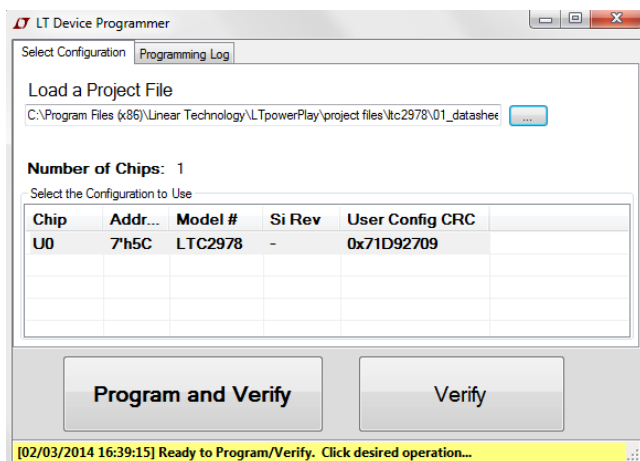 LT Device Programmer
Select Configuration Programming Log
Load a Project File
C:\Program Files (x86)\Linear Technology\LTpowerPlay\project files\ltc2978\01_datashee ...
Number of Chips: 1
Select the Configuration to Use
Chip Addr... Model # Si Rev User Config CRC
U0 7'h5C LTC2978 - 0x71D92709
Program and Verify Verify
[02/03/2014 16:39:15] Ready to Program/Verify. Click desired operation...